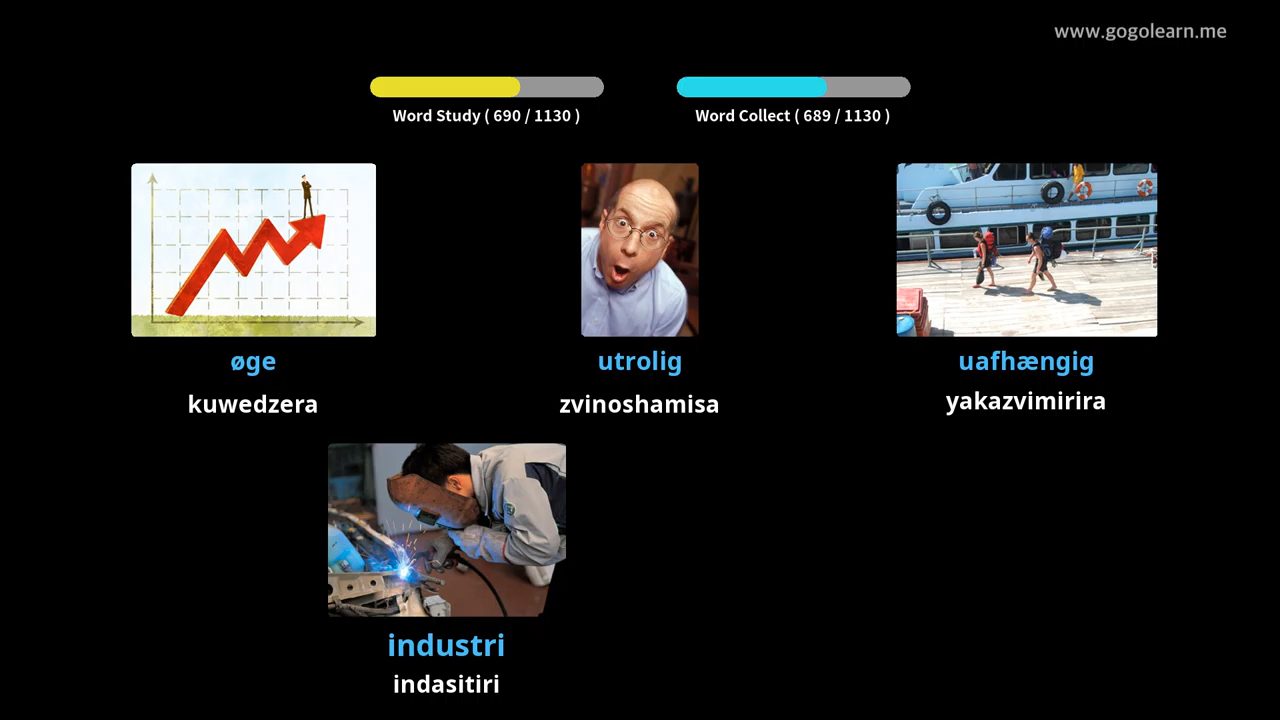 www.gogolearn.me
Word Study ( 690 / 1130 )
Word Collect ( 689 / 1130 )
øge
utrolig
uafhængig
kuwedzera
zvinoshamisa
yakazvimirira
industri
indasitiri